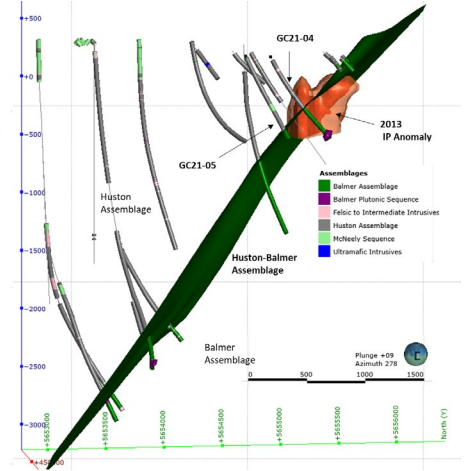 +500
GC21-04
+0
2013
IP Anomaly
-500
GC21-05
Assemblages
Balmer Assemblage
Balmer Plutonic Sequence
Felsic to Intermediate Intrusives
Huston Assemblage
McNeely Sequence
Ultramafic Intrusives
-1000
Huston
Assemblage
-1500
Huston-Balmer
Assemblage
-2000
Balmer
Assemblage
Plunge +09
Azimuth 278
-2500
0
500
1000
1500
-3000
+5653000
+5653500
+5654000
+5654500
+5655000
+5655500
+5656000
North (Y)